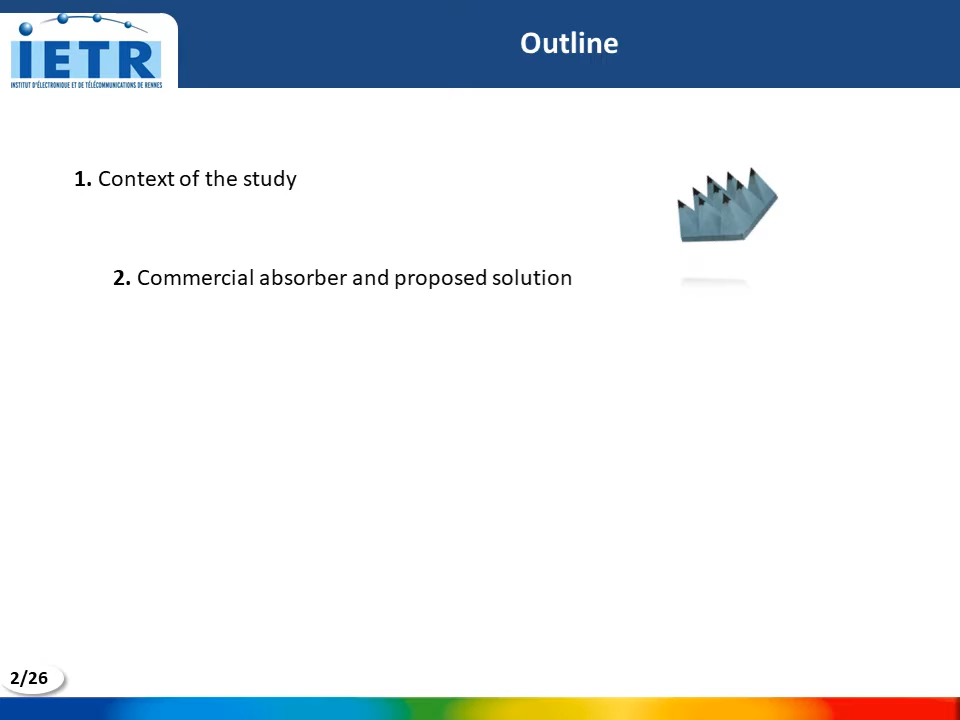 Outline
IETR
INSTITUT D'ÉLECTRONIQUE ET DE TÉLÉCOMMUNICATIONS DE RENNES
1. Context of the study
2. Commercial absorber and proposed solution
2/26